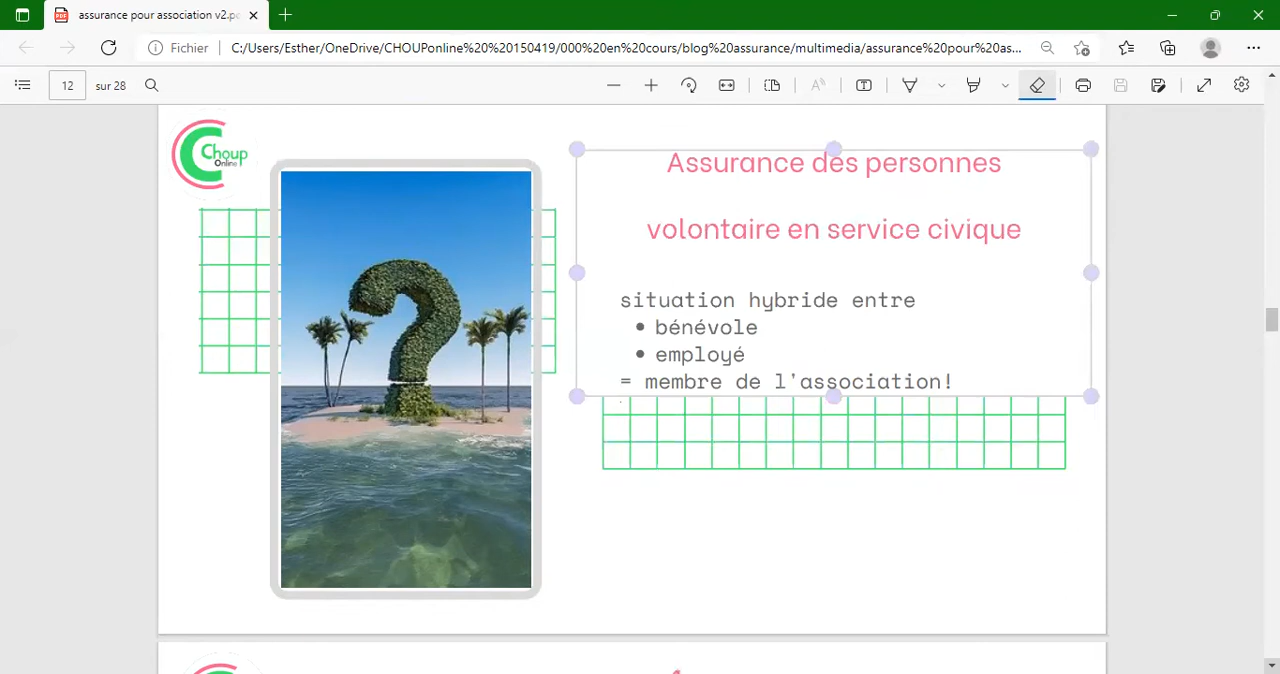 assurance pour association v2.p
Fichier
C:/Users/Esther/OneDrive/CHOUPonline%20%20150419/000%20en%20cours/blog%20assurance/multimedia/assurance%20pour%20as...
12 sur 28
Choup
Online
Assurance des personnes
volontaire en service civique
situation hybride entre
• bénévole
• employé
= membre de l'association!